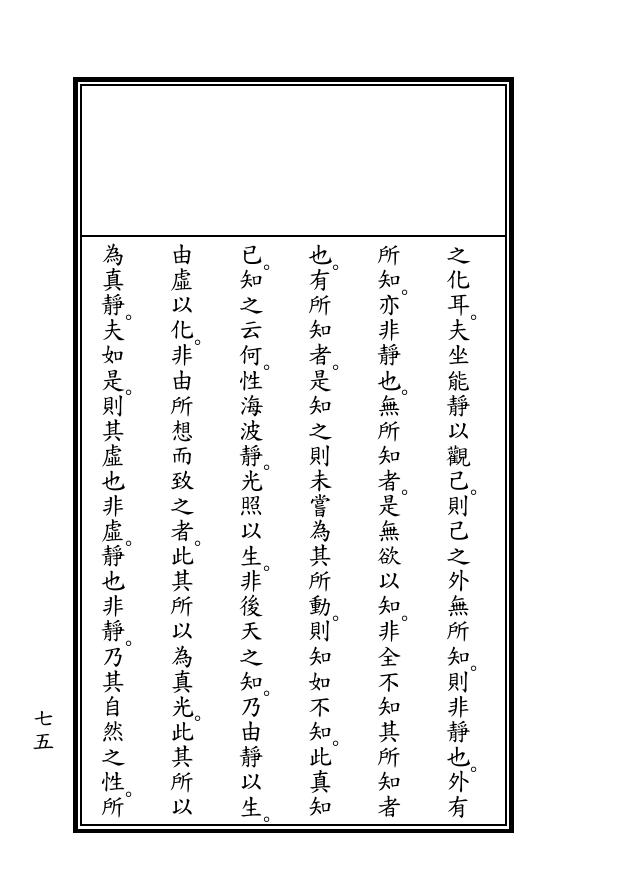 之化耳。夫坐能靜以觀己。則己之外無所知。則非靜也。外有
所知。亦非靜也。無所知者。是無欲以知。非全不知其所知者
也。有所知者。是知之則未嘗為其所動。則知如不知。此真知
已。知之云何。性海波靜。光照以生。非後天之知。乃由靜以生。
由虛以化。非由所想而致之者。此其所以為真光。此其所以
為真靜。夫如是。則其虛也非虛。靜也非靜。乃其自然之性。所
七五